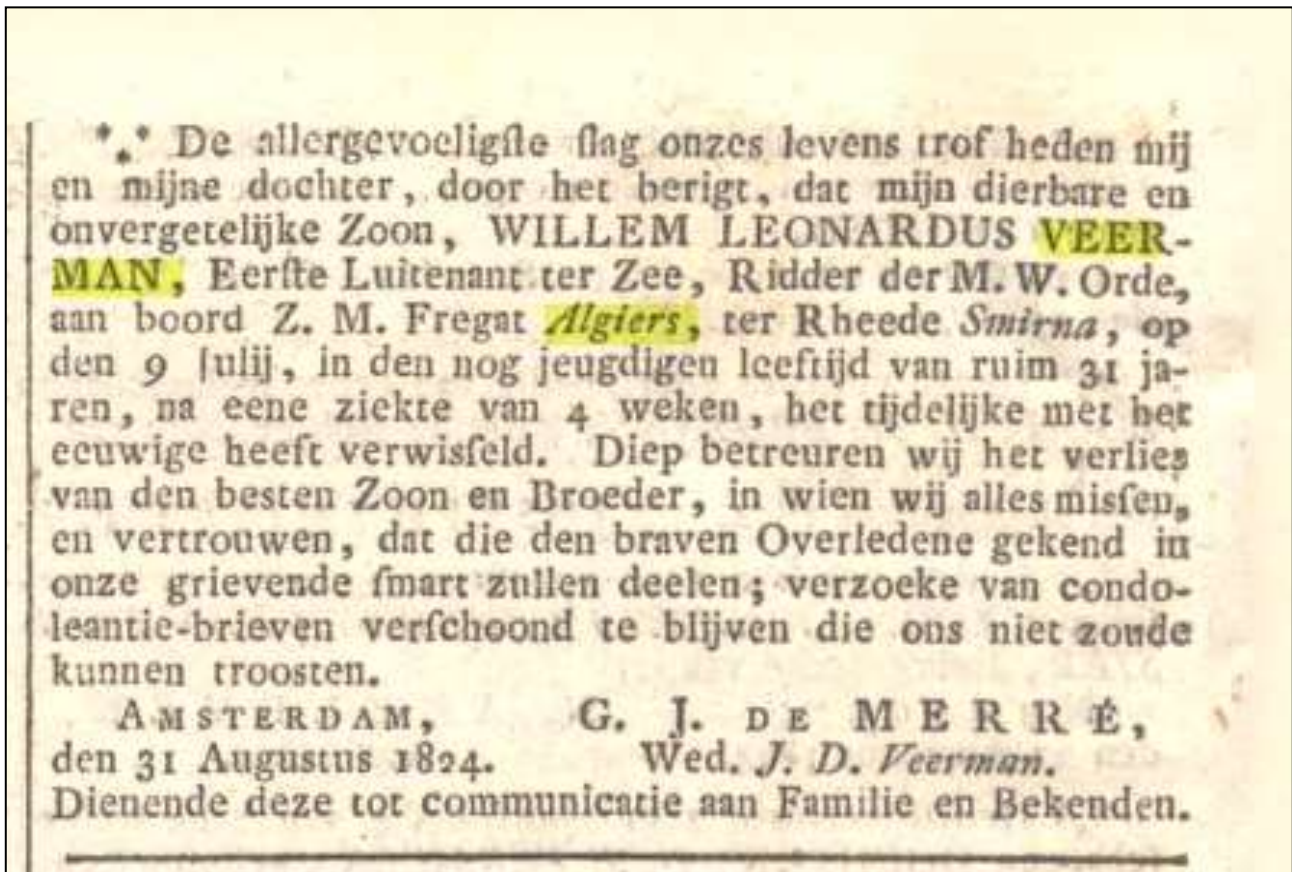 *⁎* De allergevoeligſte ſlag onzes levens trof heden mij
en mijne dochter, door het berigt, dat mijn dierbare en
onvergetelijke Zoon, WILLEM LEONARDUS VEER-
MAN, Eerſte Luitenant ter Zee, Ridder der M. W. Orde,
aan boord Z. M. Fregat Algiers, ter Rheede Smirna, op
den 9 Julij, in den nog jeugdigen leeftijd van ruim 31 ja-
ren, na eene ziekte van 4 weken, het tijdelijke met het
eeuwige heeft verwisſeld. Diep betreuren wij het verlies
van den besten Zoon en Broeder, in wien wij alles misſen,
en vertrouwen, dat die den braven Overledene gekend in
onze grievende ſmart zullen deelen; verzoeke van condo-
leantie-brieven verſchoond te blijven die ons niet zoude
kunnen troosten.
AMSTERDAM, G. J. DE MERRÉ,
den 31 Augustus 1824. Wed. J. D. Veerman.
Dienende deze tot communicatie aan Familie en Bekenden.